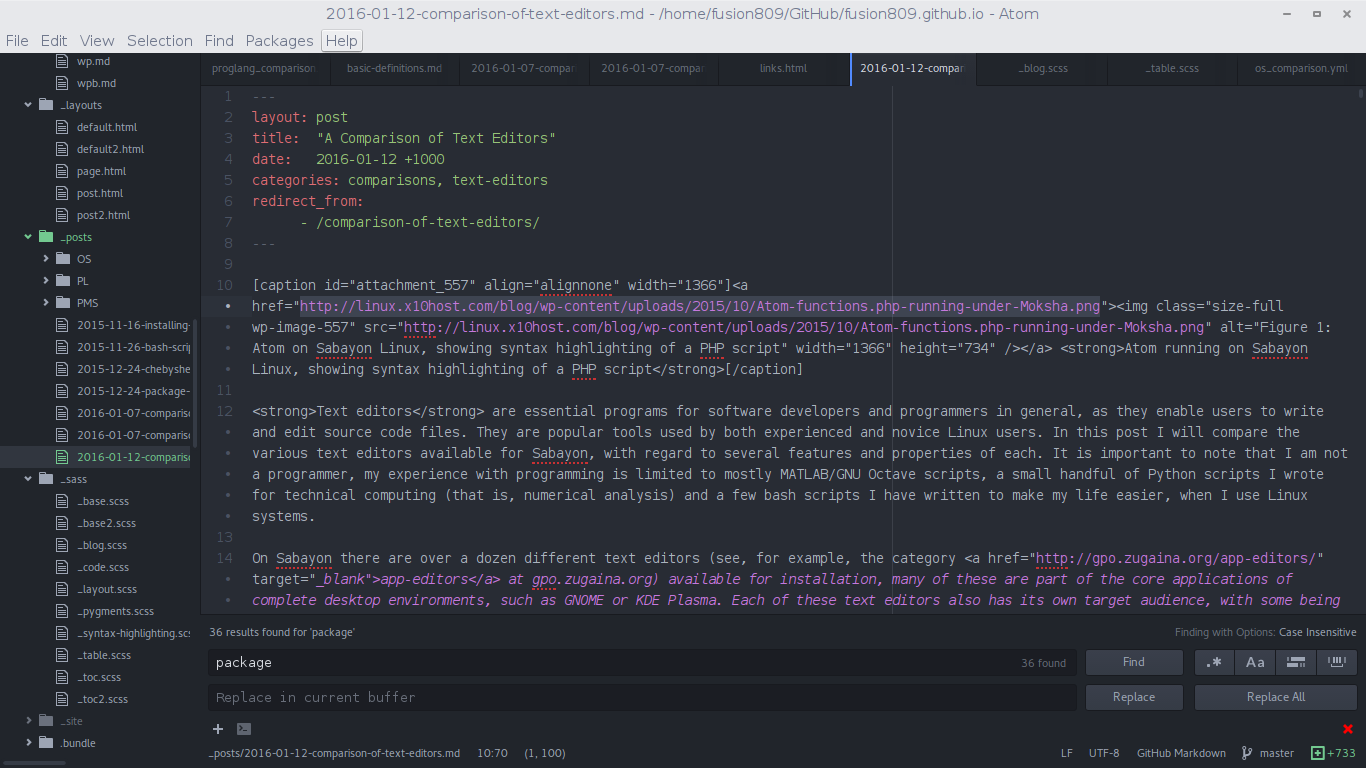 2016-01-12-comparison-of-text-editors.md - /home/fusion809/GitHub/fusion809.github.io - Atom
File Edit View Selection Find Packages Help
wp.md
wpb.md
_layouts
default.html
default2.html
page.html
post.html
post2.html
_posts
OS
PL
PMS
2015-11-16-installing-
2015-11-26-bash-scrip
2015-12-24-chebyshe
2015-12-24-package-
2016-01-07-compariso
2016-01-07-compariso
2016-01-12-compariso
_sass
_base.scss
_base2.scss
_blog.scss
_code.scss
_layout.scss
_pygments.scss
_syntax-highlighting.scs
_table.scss
_toc.scss
_toc2.scss
_site
.bundle
proglang_comparison. basic-definitions.md 2016-01-07-compar 2016-01-07-compar links.html 2016-01-12-compar _blog.scss _table.scss os_comparison.yml
1 ---
2 layout: post
3 title:  "A Comparison of Text Editors"
4 date:   2016-01-12 +1000
5 categories: comparisons, text-editors
6 redirect_from:
7       - /comparison-of-text-editors/
8 ---
9
10 [caption id="attachment_557" align="alignnone" width="1366"]<a
• href="http://linux.x10host.com/blog/wp-content/uploads/2015/10/Atom-functions.php-running-under-Moksha.png"><img class="size-full
• wp-image-557" src="http://linux.x10host.com/blog/wp-content/uploads/2015/10/Atom-functions.php-running-under-Moksha.png" alt="Figure 1:
• Atom on Sabayon Linux, showing syntax highlighting of a PHP script" width="1366" height="734" /></a> <strong>Atom running on Sabayon
• Linux, showing syntax highlighting of a PHP script</strong>[/caption]
11
12 <strong>Text editors</strong> are essential programs for software developers and programmers in general, as they enable users to write
• and edit source code files. They are popular tools used by both experienced and novice Linux users. In this post I will compare the
• various text editors available for Sabayon, with regard to several features and properties of each. It is important to note that I am not
• a programmer, my experience with programming is limited to mostly MATLAB/GNU Octave scripts, a small handful of Python scripts I wrote
• for technical computing (that is, numerical analysis) and a few bash scripts I have written to make my life easier, when I use Linux
• systems.
13
14 On Sabayon there are over a dozen different text editors (see, for example, the category <a href="http://gpo.zugaina.org/app-editors/"
• target="_blank">app-editors</a> at gpo.zugaina.org) available for installation, many of these are part of the core applications of
• complete desktop environments, such as GNOME or KDE Plasma. Each of these text editors also has its own target audience, with some being
36 results found for 'package' Finding with Options: Case Insensitive
package 36 found Find .* Aa
Replace in current buffer Replace Replace All
_posts/2016-01-12-comparison-of-text-editors.md 10:70 (1, 100) LF UTF-8 GitHub Markdown master +733